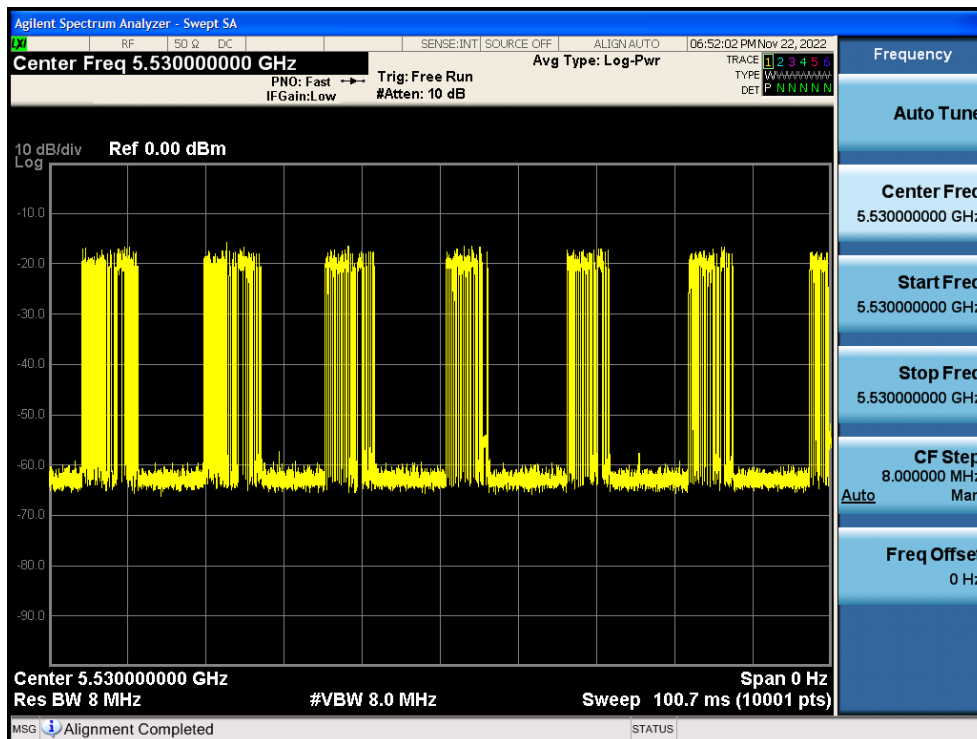 Agilent Spectrum Analyzer - Swept SA
LXI RF 50 Ω DC SENSE:INT SOURCE OFF ALIGN AUTO 06:52:02 PM Nov 22, 2022
Center Freq 5.530000000 GHz
PNO: Fast
IFGain:Low
Trig: Free Run
#Atten: 10 dB
Avg Type: Log-Pwr
TRACE 1 2 3 4 5 6
TYPE W
DET P N N N N N
10 dB/div Ref 0.00 dBm
Log
-10.0
-20.0
-30.0
-40.0
-50.0
-60.0
-70.0
-80.0
-90.0
Center 5.530000000 GHz Span 0 Hz
Res BW 8 MHz #VBW 8.0 MHz Sweep 100.7 ms (10001 pts)
MSG Alignment Completed STATUS
Frequency
Auto Tune
Center Freq
5.530000000 GHz
Start Freq
5.530000000 GHz
Stop Freq
5.530000000 GHz
CF Step
8.000000 MHz
Auto Man
Freq Offset
0 Hz